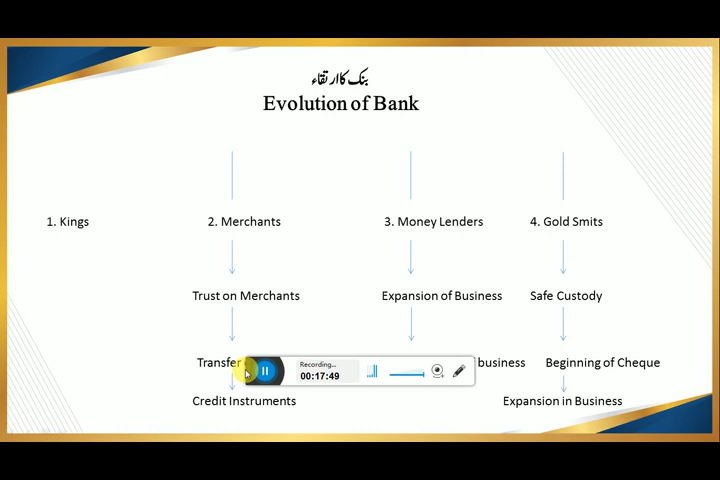 بنک کا ارتقاء
Evolution of Bank
1. Kings
2. Merchants
3. Money Lenders
4. Gold Smits
Trust on Merchants
Expansion of Business
Safe Custody
Transfer
Recording...
00:17:49
business
Beginning of Cheque
Credit Instruments
Expansion in Business